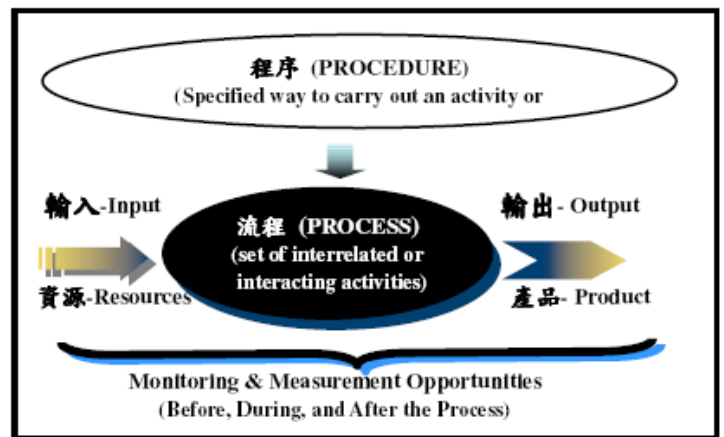 程序 (PROCEDURE)
(Specified way to carry out an activity or
輸入-Input
資源-Resources
流程 (PROCESS)
(set of interrelated or
interacting activities)
輸出- Output
產品- Product
Monitoring & Measurement Opportunities
(Before, During, and After the Process)